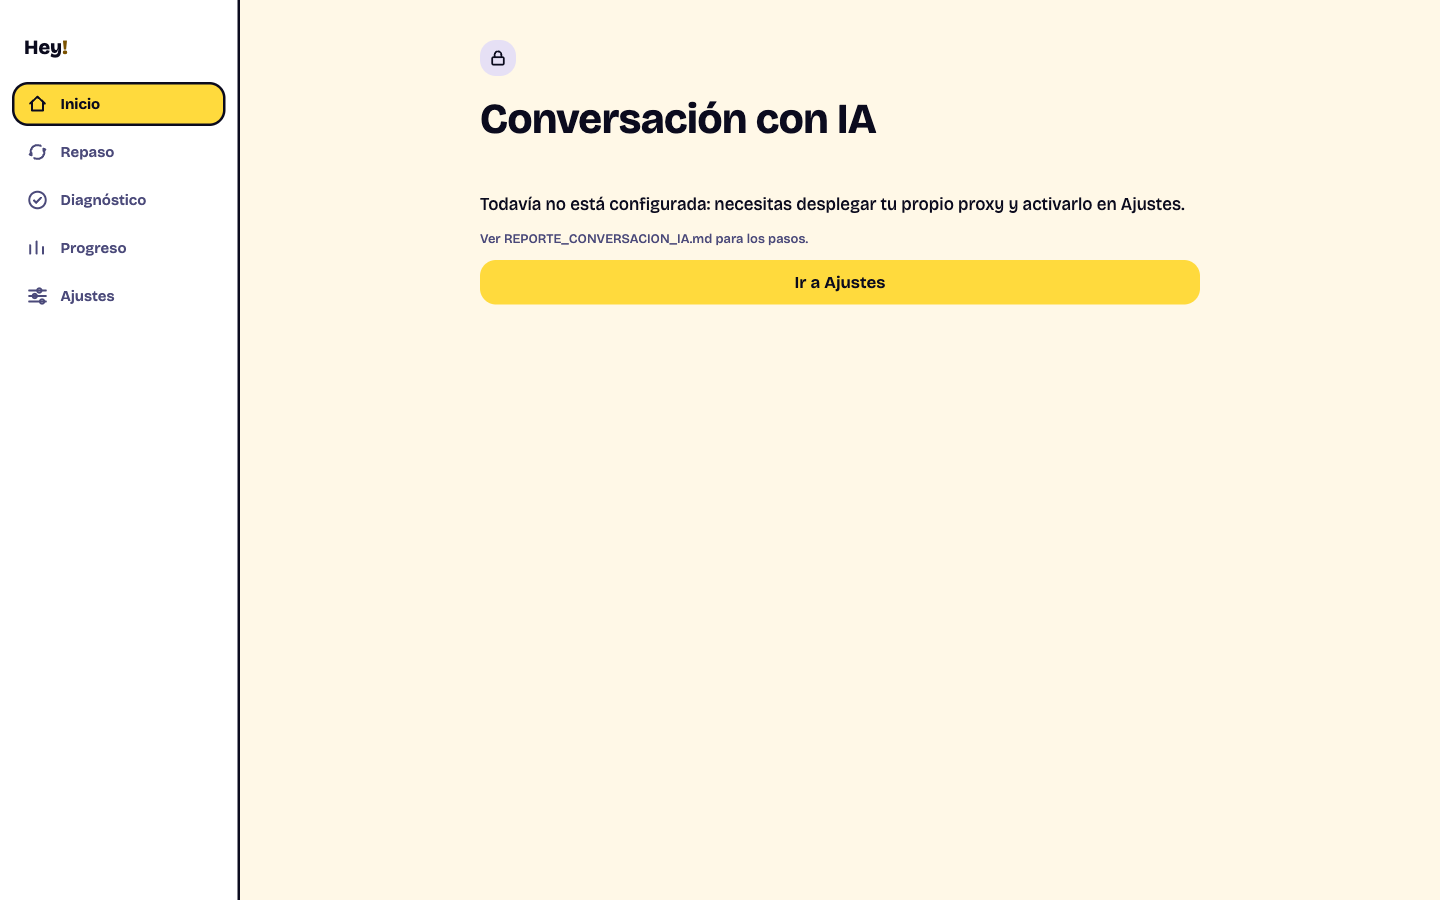 Hey!
Inicio
Repaso
Diagnóstico
Progreso
Ajustes
Conversación con IA
Todavía no está configurada: necesitas desplegar tu propio proxy y activarlo en Ajustes.
Ver REPORTE_CONVERSACION_IA.md para los pasos.
Ir a Ajustes